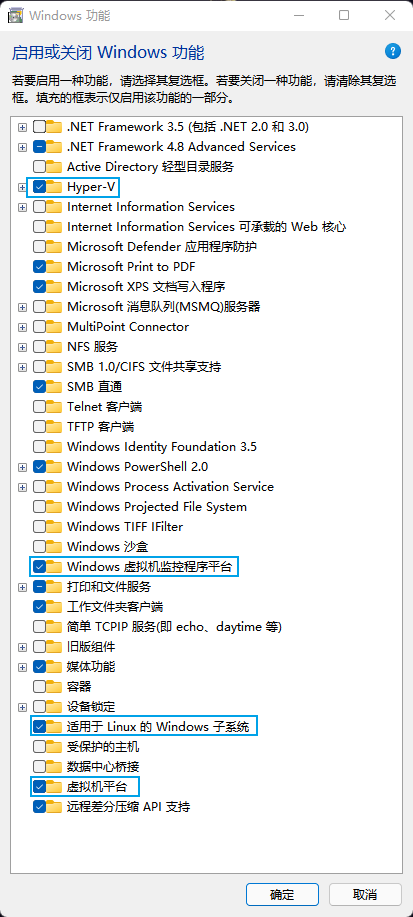 Windows 功能
启用或关闭 Windows 功能
若要启用一种功能，请选择其复选框。若要关闭一种功能，请清除其复选
框。填充的框表示仅启用该功能的一部分。
.NET Framework 3.5 (包括 .NET 2.0 和 3.0)
.NET Framework 4.8 Advanced Services
Active Directory 轻型目录服务
Hyper-V
Internet Information Services
Internet Information Services 可承载的 Web 核心
Microsoft Defender 应用程序防护
Microsoft Print to PDF
Microsoft XPS 文档写入程序
Microsoft 消息队列(MSMQ)服务器
MultiPoint Connector
NFS 服务
SMB 1.0/CIFS 文件共享支持
SMB 直通
Telnet 客户端
TFTP 客户端
Windows Identity Foundation 3.5
Windows PowerShell 2.0
Windows Process Activation Service
Windows Projected File System
Windows TIFF IFilter
Windows 沙盒
Windows 虚拟机监控程序平台
打印和文件服务
工作文件夹客户端
简单 TCPIP 服务(即 echo、daytime 等)
旧版组件
媒体功能
容器
设备锁定
适用于 Linux 的 Windows 子系统
受保护的主机
数据中心桥接
虚拟机平台
远程差分压缩 API 支持
确定
取消